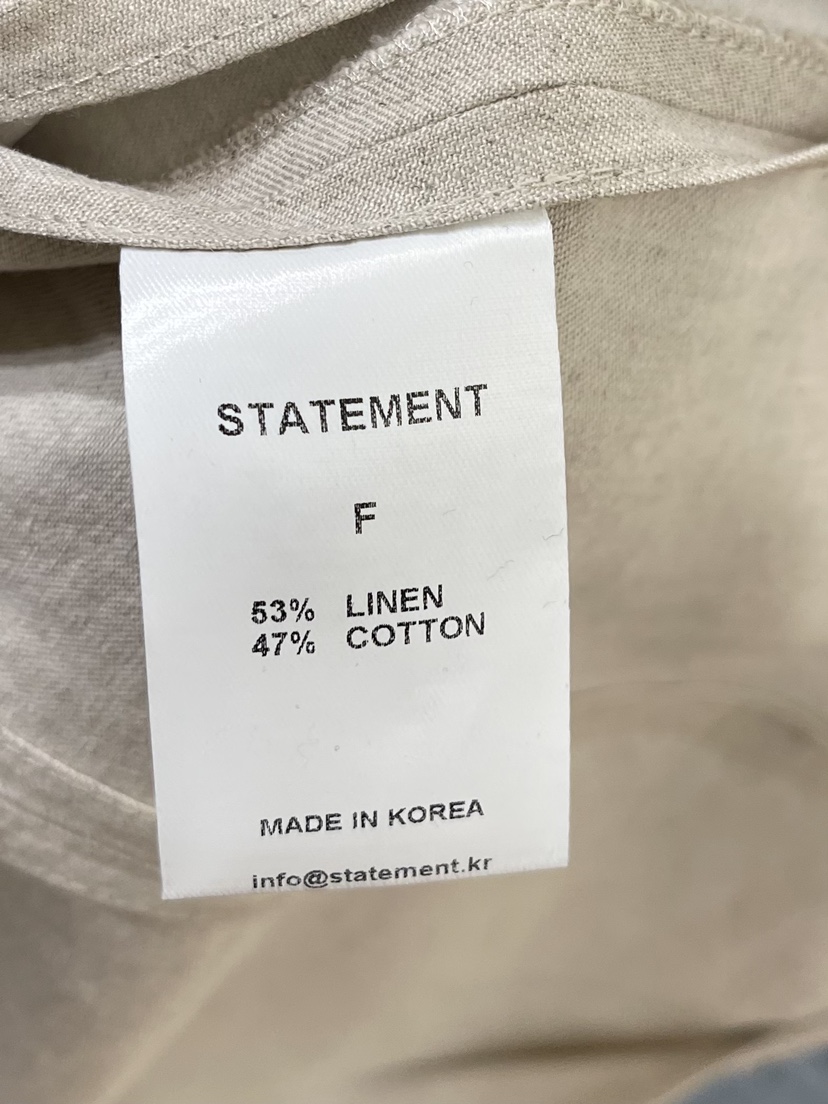 STATEMENT
F
53% LINEN
47% COTTON
MADE IN KOREA
info@statement.kr